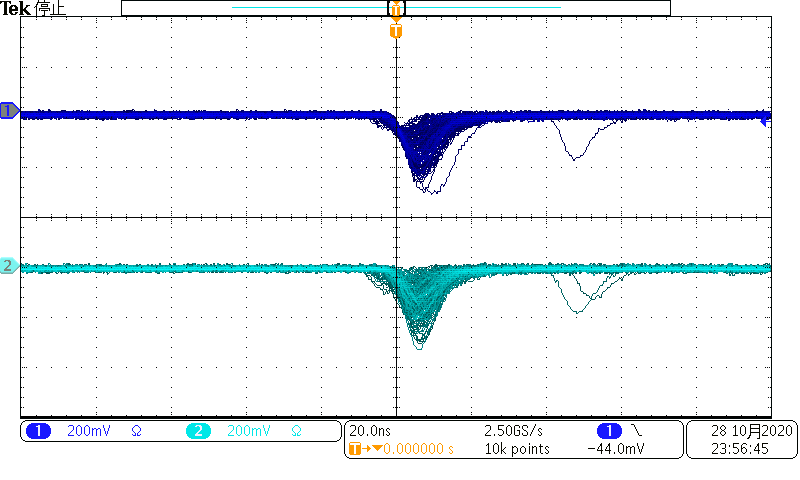 Tek 停止
T
T
1
2
1 200mV Ω 2 200mV Ω
20.0ns 2.50GS/s 1
T→▼0.000000 s 10k points −44.0mV
28 10月2020
23:56:45